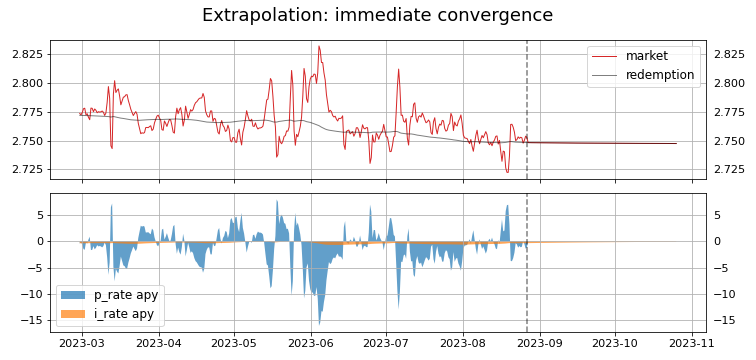 Extrapolation: immediate convergence
2.825 2.825
2.800 2.800
2.775 2.775
2.750 2.750
2.725 2.725
market
redemption
5 5
0 0
−5 −5
−10 −10
−15 −15
p_rate apy
i_rate apy
2023-03 2023-04 2023-05 2023-06 2023-07 2023-08 2023-09 2023-10 2023-11